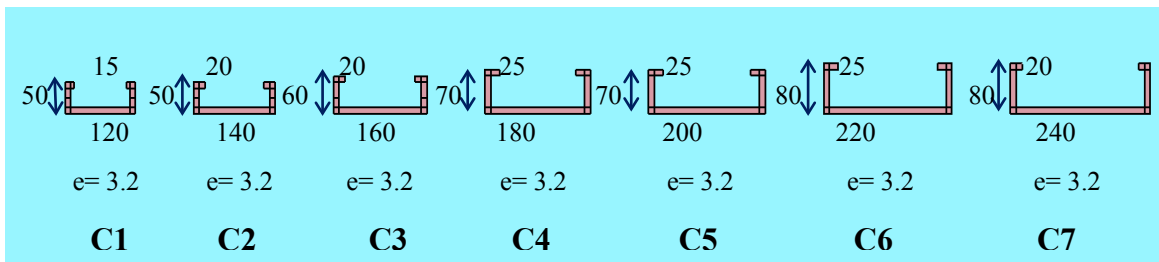 15 20 20 25 25 25 20
50 50 60 70 70 80 80
120 140 160 180 200 220 240
e= 3.2 e= 3.2 e= 3.2 e= 3.2 e= 3.2 e= 3.2 e= 3.2
C1 C2 C3 C4 C5 C6 C7